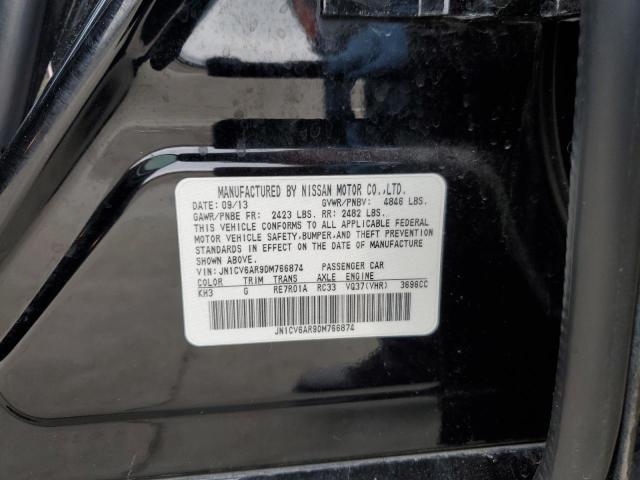 MANUFACTURED BY NISSAN MOTOR CO.,LTD.
DATE: 09/13 GVWR/PNBV: 4846 LBS.
GAWR/PNBE FR: 2423 LBS. RR: 2482 LBS.
THIS VEHICLE CONFORMS TO ALL APPLICABLE FEDERAL
MOTOR VEHICLE SAFETY,BUMPER,AND THEFT PREVENTION
STANDARDS IN EFFECT ON THE DATE OF MANUFACTURE
SHOWN ABOVE.
VIN: JN1CV6AR9DM766874 PASSENGER CAR
COLOR TRIM TRANS AXLE ENGINE
KH3 G RE7R01A RC33 VQ37(VHR) 3696CC
JN1CV6AR9DM766874